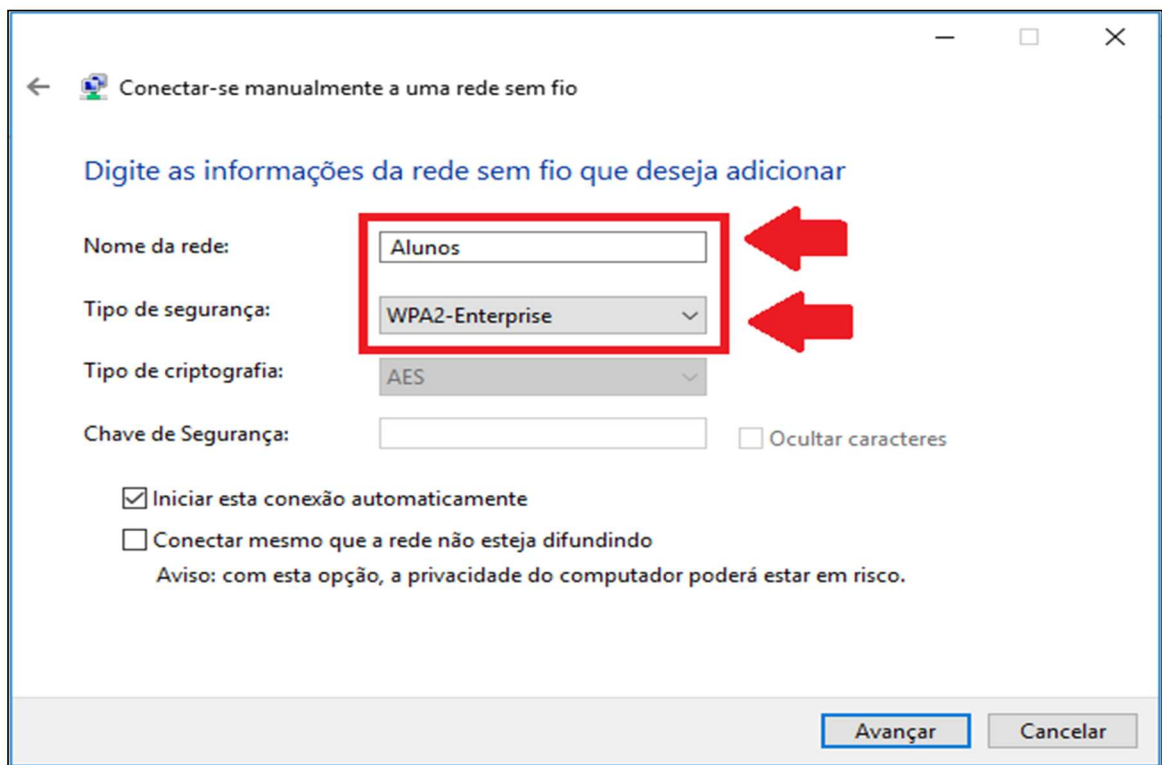 Conectar-se manualmente a uma rede sem fio
Digite as informações da rede sem fio que deseja adicionar
Nome da rede: Alunos
Tipo de segurança: WPA2-Enterprise
Tipo de criptografia: AES
Chave de Segurança: Ocultar caracteres
Iniciar esta conexão automaticamente
Conectar mesmo que a rede não esteja difundindo
Aviso: com esta opção, a privacidade do computador poderá estar em risco.
Avançar Cancelar